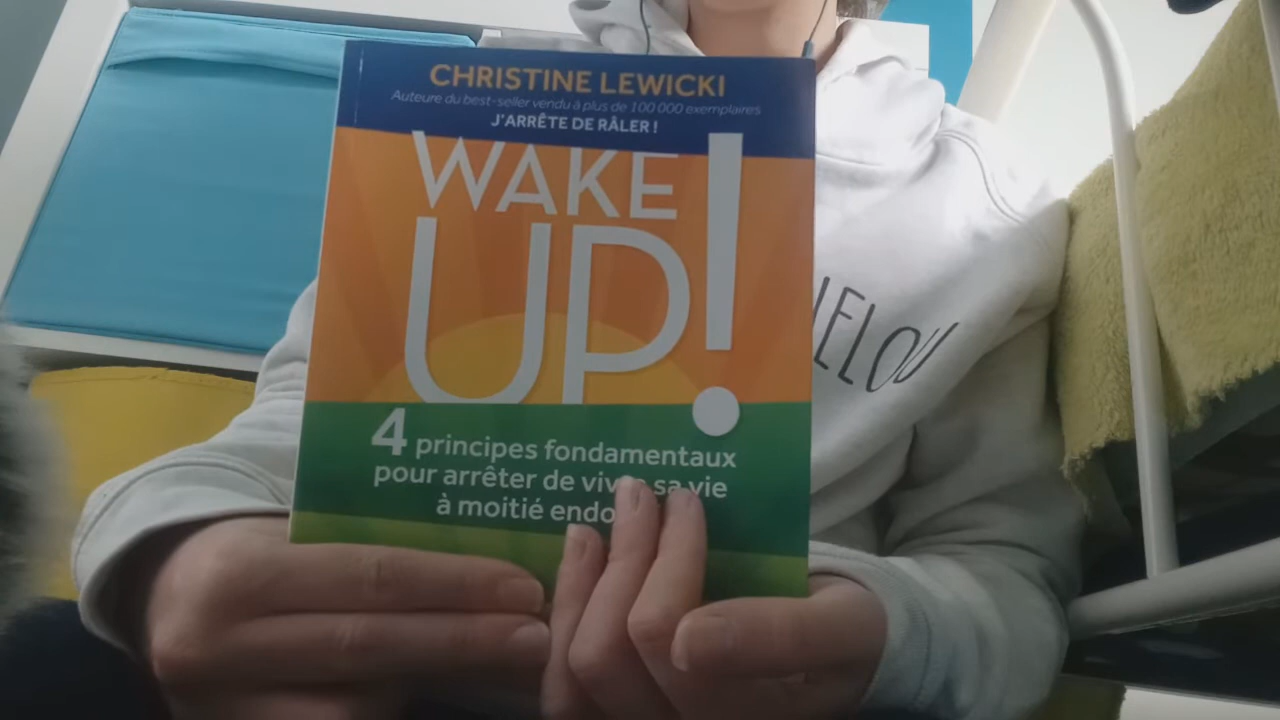 CHRISTINE LEWICKI
Auteure du best-seller vendu à plus de 100 000 exemplaires
J'ARRÊTE DE RÂLER !
WAKE
UP!
4 principes fondamentaux
pour arrêter de vivre sa vie
à moitié